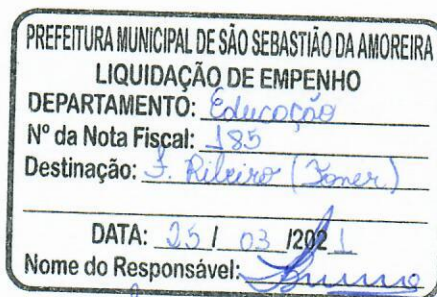 PREFEITURA MUNICIPAL DE SÃO SEBASTIÃO DA AMOREIRA
LIQUIDAÇÃO DE EMPENHO
DEPARTAMENTO: Educação
Nº da Nota Fiscal: 185
Destinação: J. Ribeiro (Toner)
DATA: 25 / 03 /2021
Nome do Responsável: